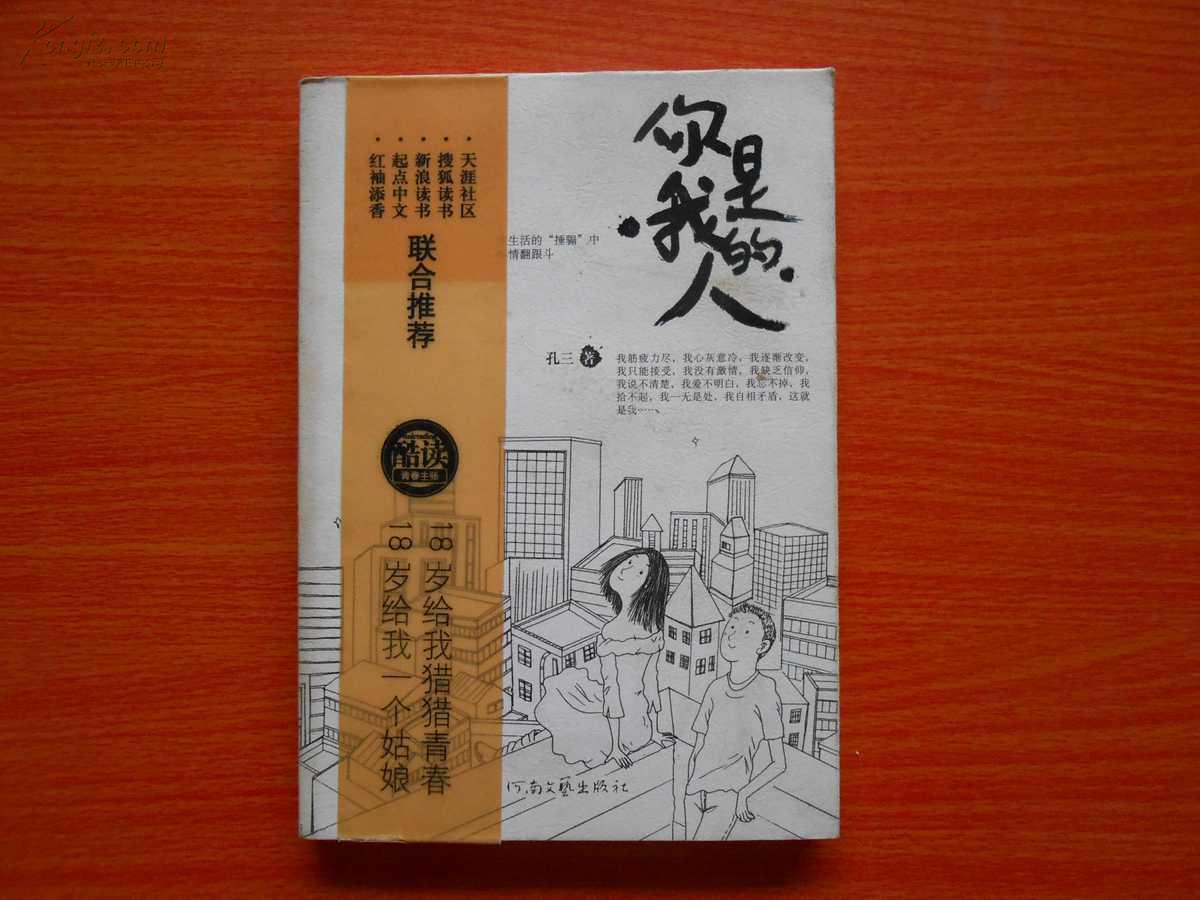 · 天涯社区
· 搜狐读书
· 新浪读书
· 起点中文
· 红袖添香
联合推荐
酷读
青春主张
18岁给我猎猎青春
18岁给我一个姑娘
你是
·我的
人·
生活的“捶骟”中
情翻跟斗
孔三 著
我筋疲力尽，我心灰意冷，我逐渐改变，
我只能接受，我没有激情，我缺乏信仰，
我说不清楚，我爱不明白，我忘不掉，我
拾不起，我一无是处，我自相矛盾，这就
是我……
河南文艺出版社